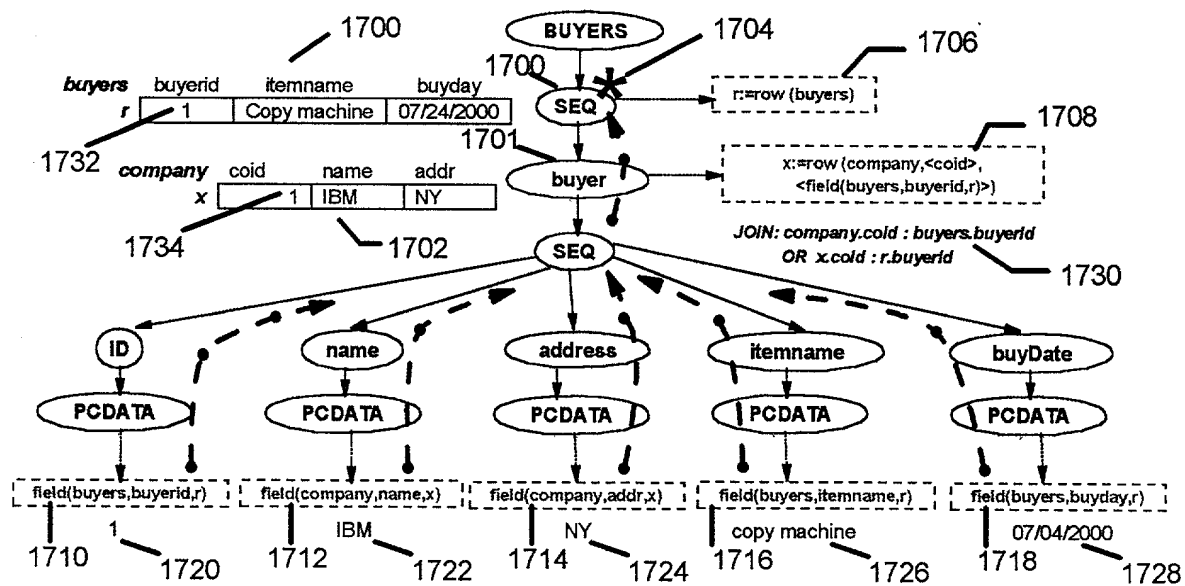 1700
BUYERS
1704
1706
buyers buyerid itemname buyday
1700
*
r 1 Copy machine 07/24/2000
SEQ
r:=row (buyers)
1732
1701
1708
company coid name addr
x 1 IBM NY
buyer
x:=row (company,<coid>,
<field(buyers,buyerid,r)>)
1734
1702
SEQ
JOIN: company.coid : buyers.buyerid
OR x.coid : r.buyerid
1730
ID name address itemname buyDate
PCDATA PCDATA PCDATA PCDATA PCDATA
field(buyers,buyerid,r) field(company,name,x) field(company,addr,x) field(buyers,itemname,r) field(buyers,buyday,r)
1 IBM NY copy machine 07/04/2000
1710 1720 1712 1722 1714 1724 1716 1726 1718 1728